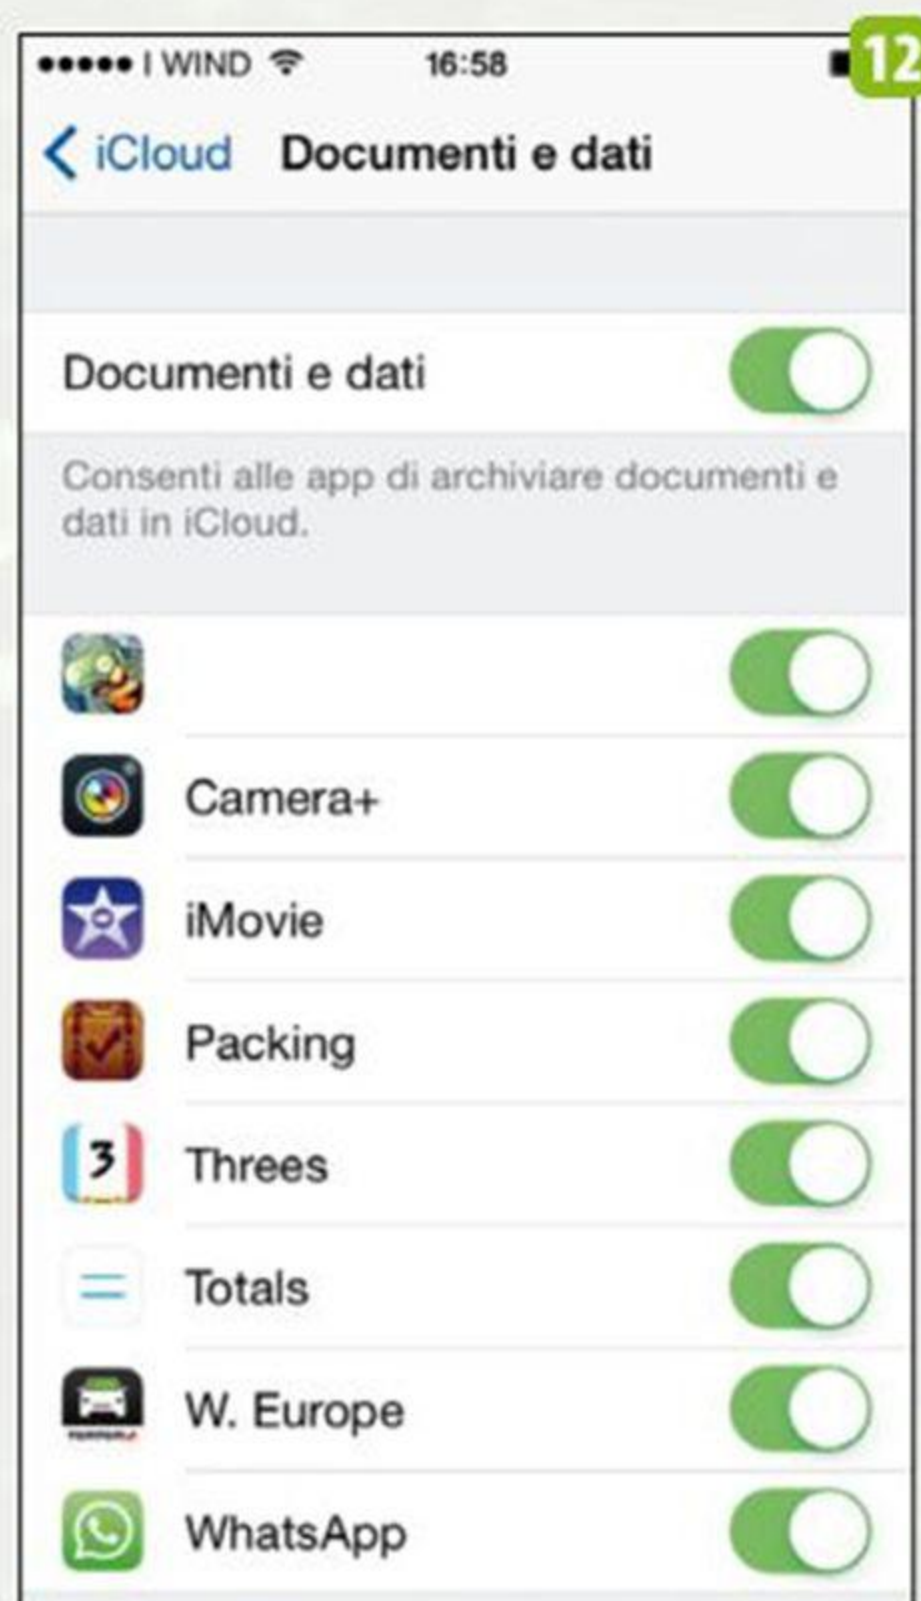 I WIND 16:58
12
iCloud Documenti e dati
Documenti e dati
Consenti alle app di archiviare documenti e
dati in iCloud.
Camera+
iMovie
Packing
3 Threes
Totals
W. Europe
WhatsApp